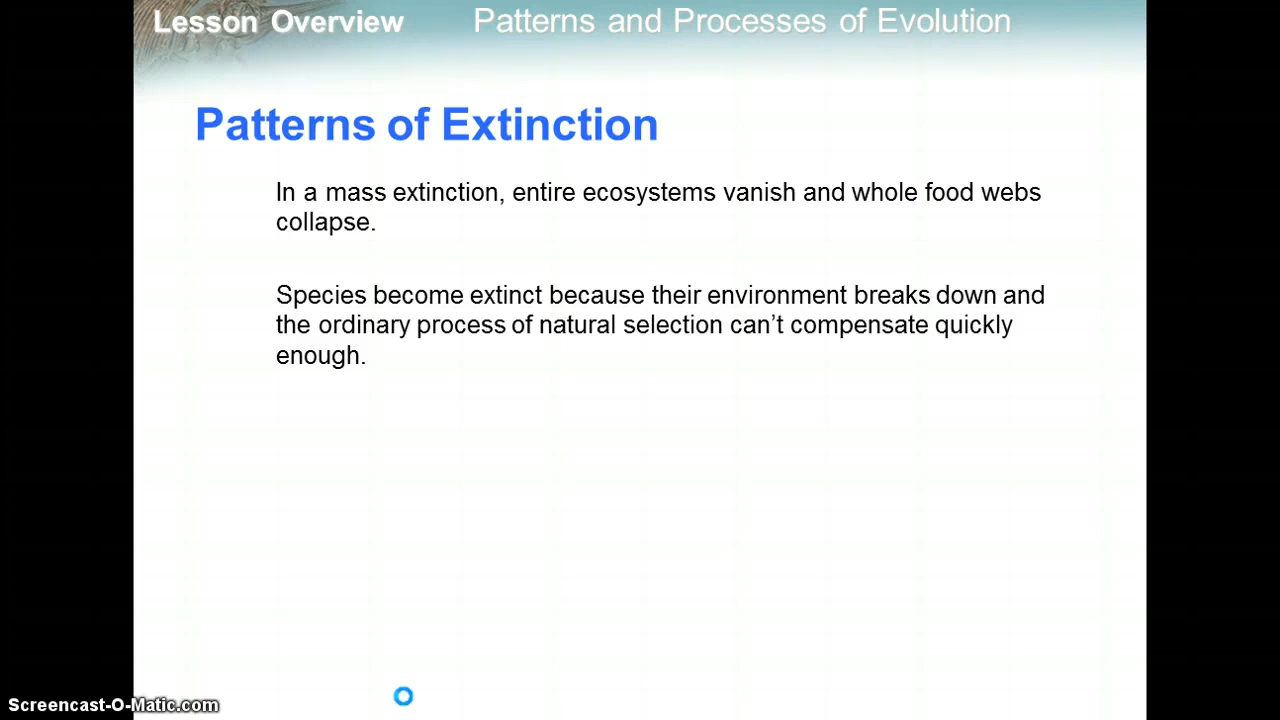 Lesson Overview Patterns and Processes of Evolution
Patterns of Extinction
In a mass extinction, entire ecosystems vanish and whole food webs
collapse.
Species become extinct because their environment breaks down and
the ordinary process of natural selection can’t compensate quickly
enough.
Screencast-O-Matic.com